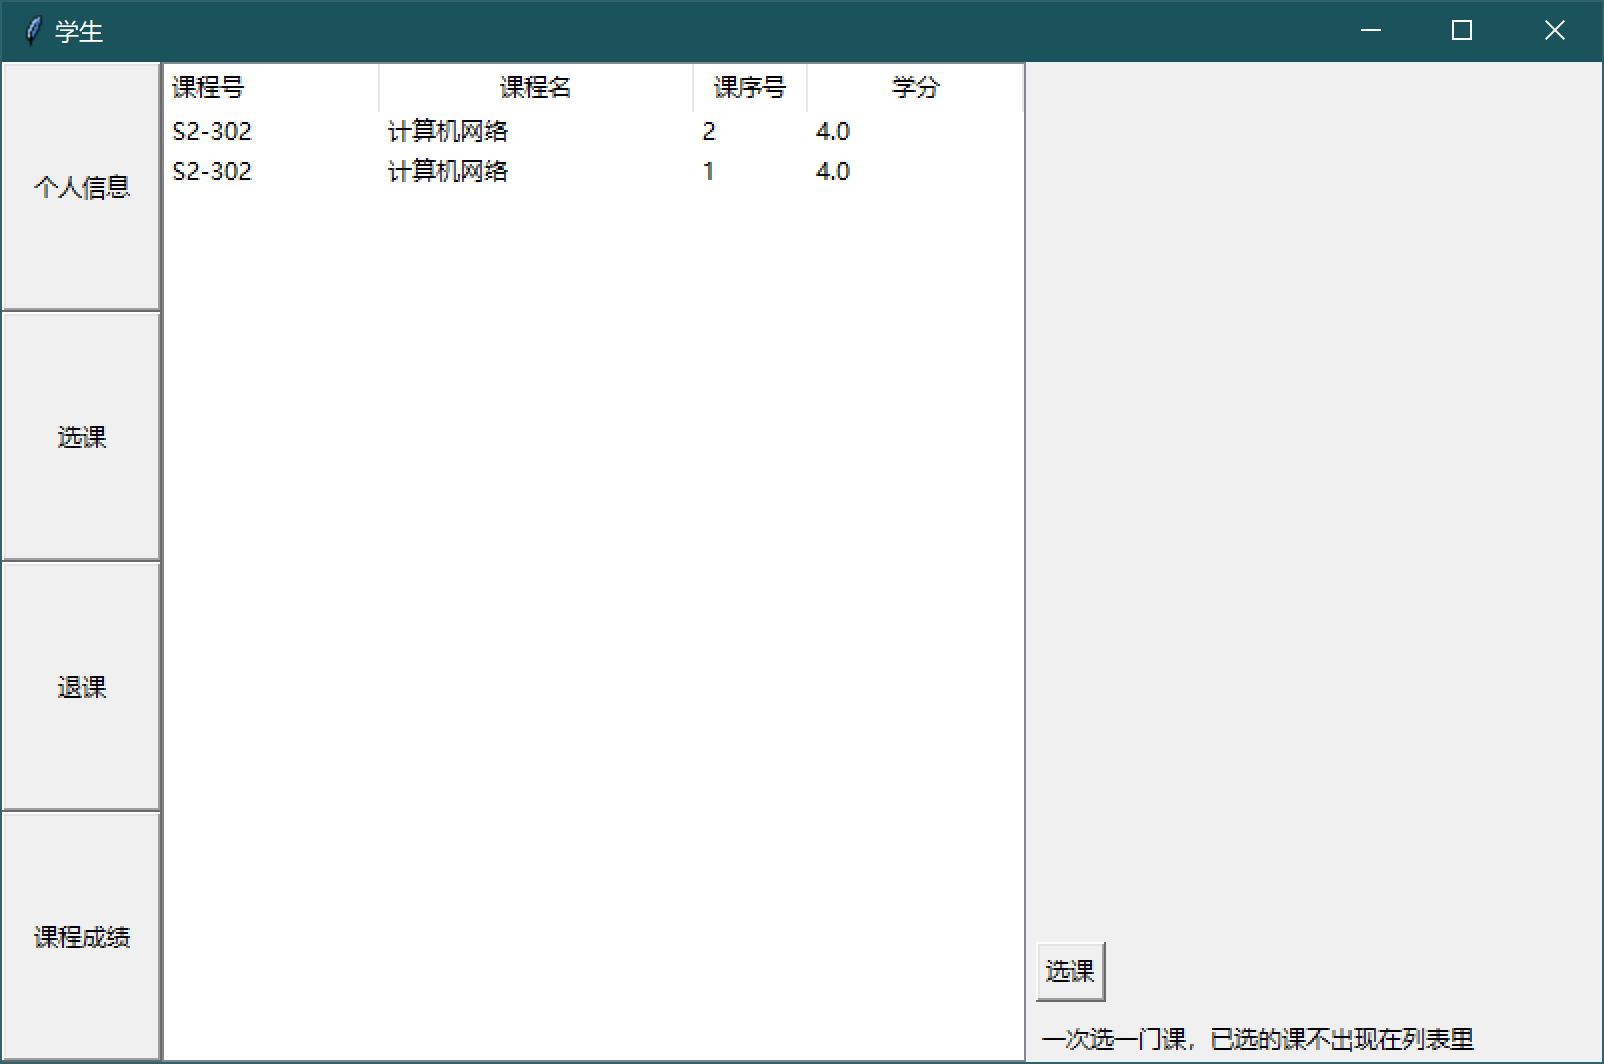 学生
个人信息
选课
退课
课程成绩
课程号 课程名 课序号 学分
S2-302 计算机网络 2 4.0
S2-302 计算机网络 1 4.0
选课
一次选一门课，已选的课不出现在列表里